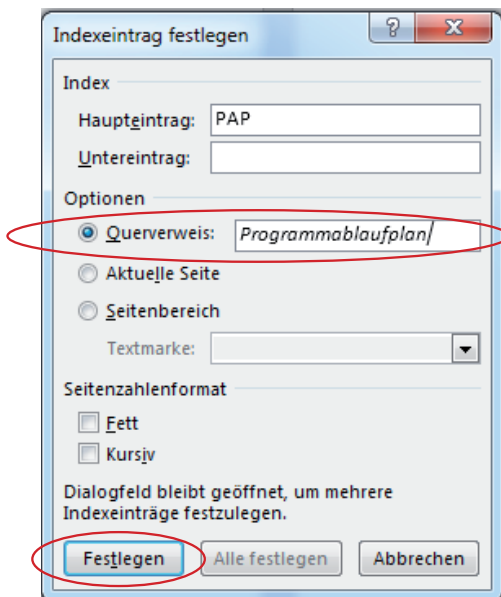 Indexeintrag festlegen
Index
Haupteintrag: PAP
Untereintrag:
Optionen
Querverweis: Programmablaufplan
Aktuelle Seite
Seitenbereich
Textmarke:
Seitenzahlenformat
Fett
Kursiv
Dialogfeld bleibt geöffnet, um mehrere
Indexeinträge festzulegen.
Festlegen Alle festlegen Abbrechen